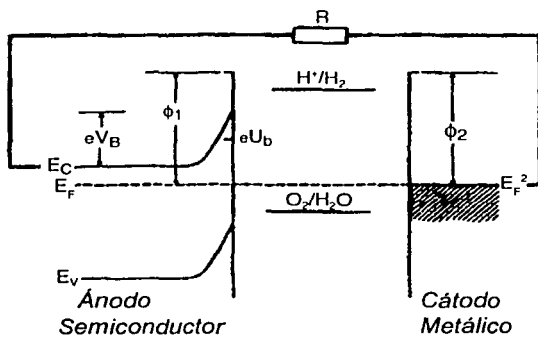 R
H⁺/H₂
ϕ₁
ϕ₂
eV_B
eU_b
E_C
E_F
E_F²
O₂/H₂O
E_V
Ánodo
Semiconductor
Cátodo
Metálico